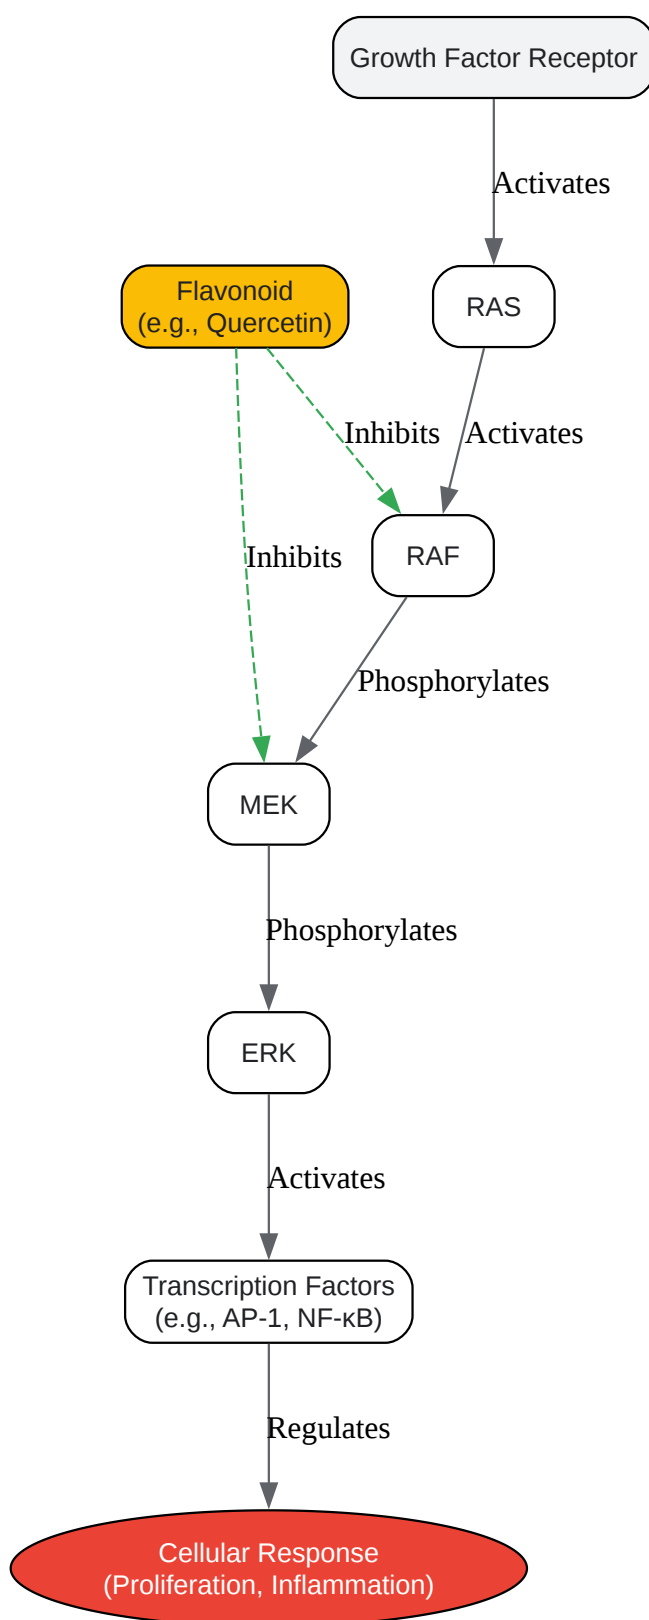 Growth Factor Receptor
Activates
Flavonoid
(e.g., Quercetin)
RAS
Inhibits
Activates
RAF
Inhibits
Phosphorylates
MEK
Phosphorylates
ERK
Activates
Transcription Factors
(e.g., AP-1, NF-κB)
Regulates
Cellular Response
(Proliferation, Inflammation)